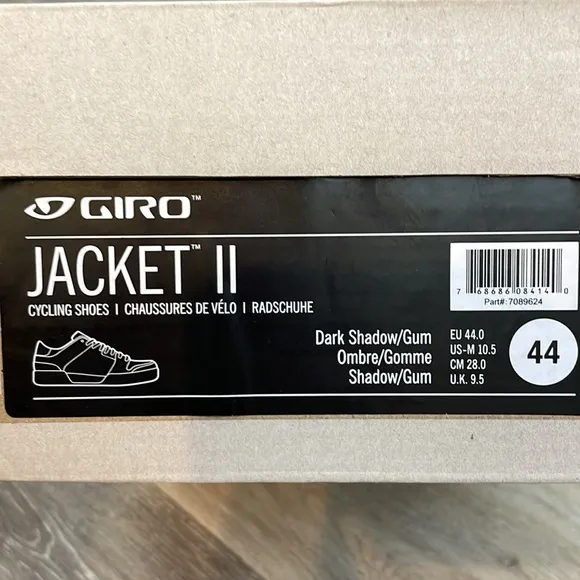 GIRO™
JACKET™ II
CYCLING SHOES | CHAUSSURES DE VÉLO | RADSCHUHE
7 68686 08414 0
Part#: 7089624
Dark Shadow/Gum
Ombre/Gomme
Shadow/Gum
EU 44.0
US-M 10.5
CM 28.0
U.K. 9.5
44